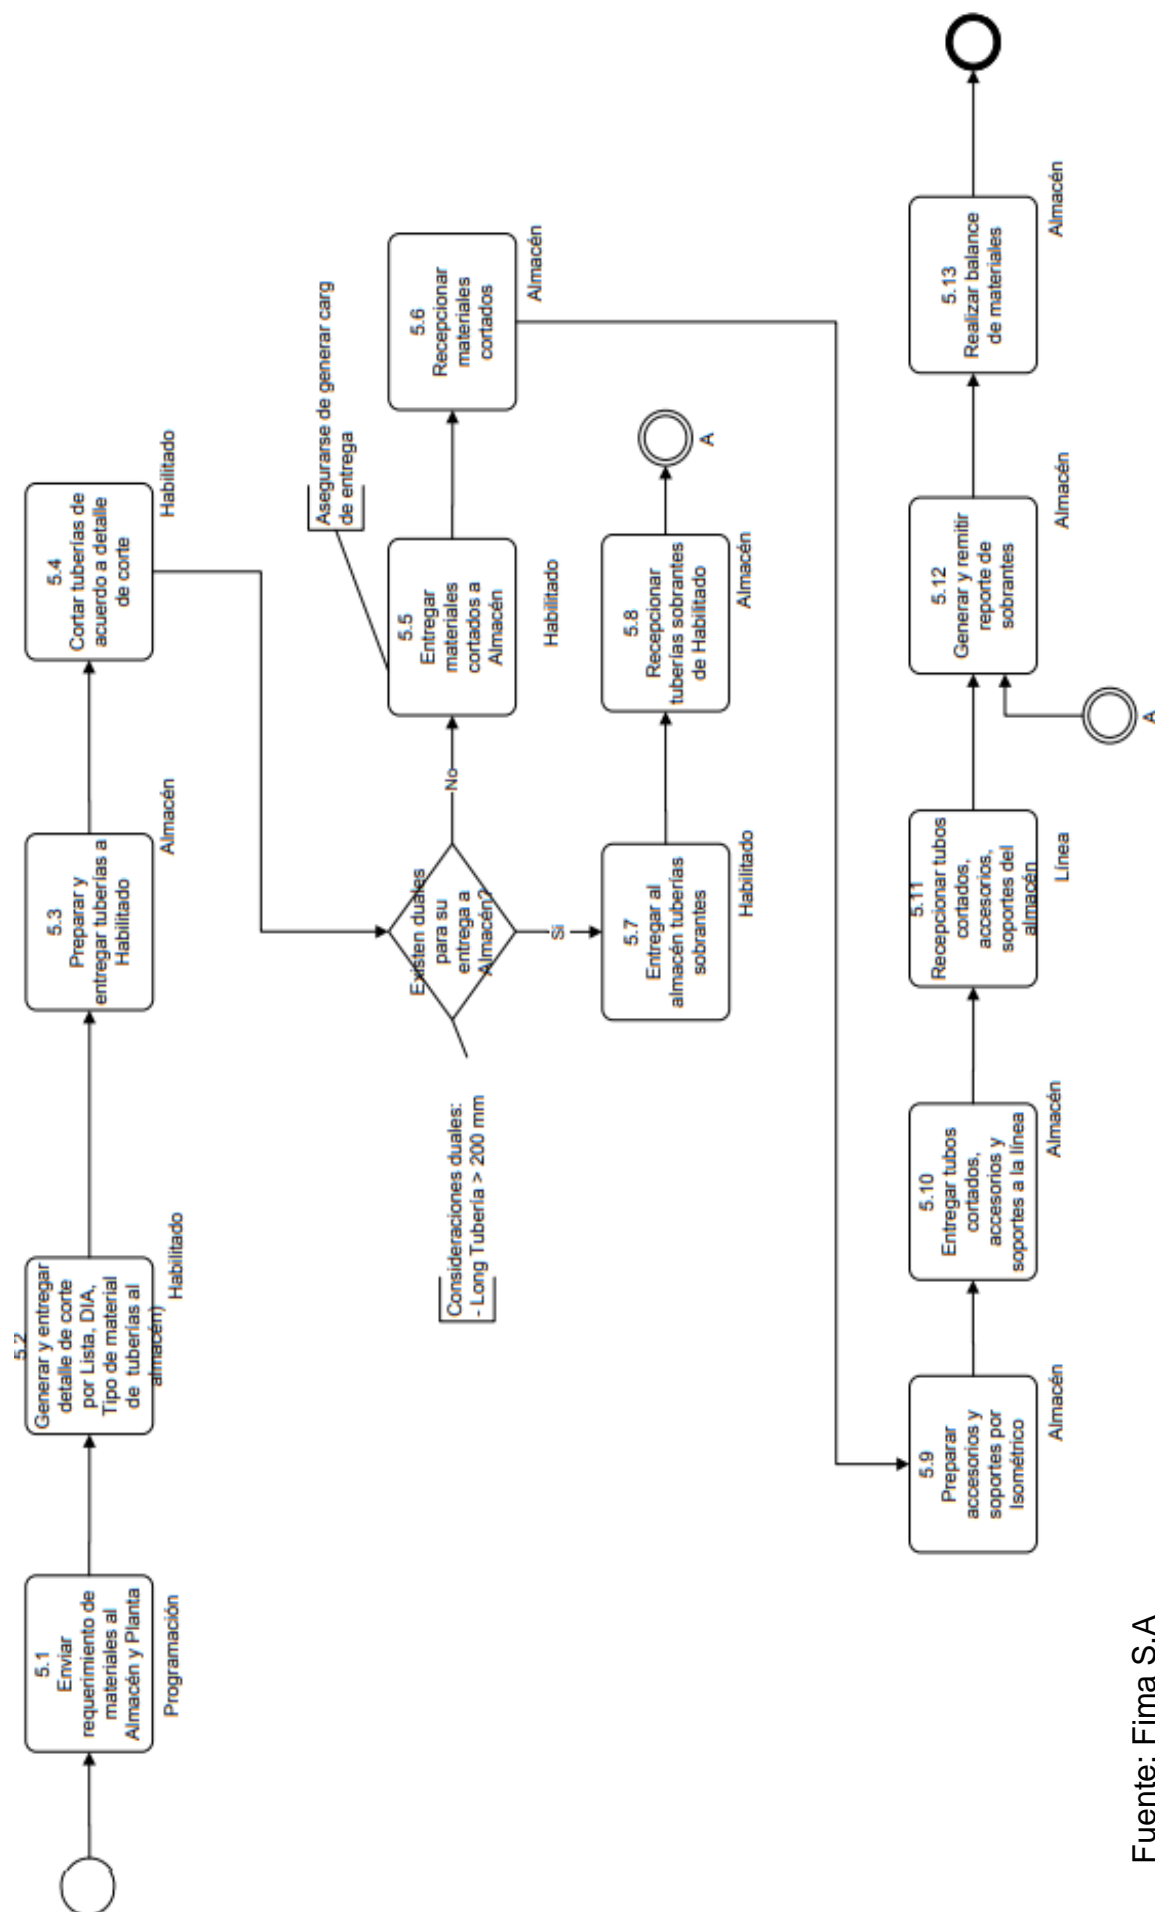 5.1
Enviar
requerimiento de
materiales al
Almacén y Planta
Programación
5.2
Generar y entregar
detalle de corte
por Lista, DIA,
Tipo de material
de tuberías al
almacén)
Habilitado
5.3
Preparar y
entregar tuberías a
Habilitado
Almacén
5.4
Cortar tuberías de
acuerdo a detalle
de corte
Habilitado
Consideraciones duales:
- Long Tubería > 200 mm
Existen duales
para su
entrega a
Almacén?
No
Si
Asegurarse de generar carg
de entrega
5.5
Entregar
materiales
cortados a
Almacén
Habilitado
5.6
Recepcionar
materiales
cortados
Almacén
5.7
Entregar al
almacén tuberías
sobrantes
Habilitado
5.8
Recepcionar
tuberías sobrantes
de Habilitado
Almacén
A
5.9
Preparar
accesorios y
soportes por
Isométrico
Almacén
5.10
Entregar tubos
cortados,
accesorios y
soportes a la línea
Almacén
5.11
Recepcionar tubos
cortados,
accesorios,
soportes del
almacén
Línea
A
5.12
Generar y remitir
reporte de
sobrantes
Almacén
5.13
Realizar balance
de materiales
Almacén
Fuente: Fima S.A